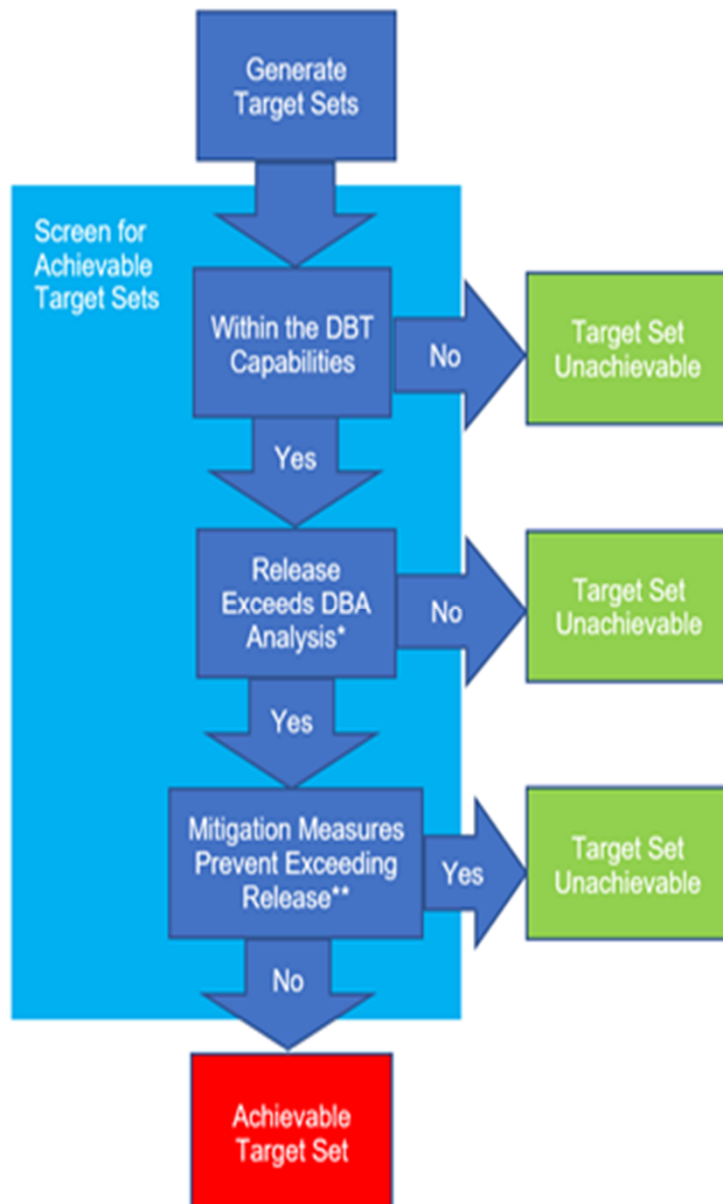 Generate
Target Sets
Screen for
Achievable
Target Sets
Within the DBT
Capabilities
No
Target Set
Unachievable
Yes
Release
Exceeds DBA
Analysis*
No
Target Set
Unachievable
Yes
Mitigation Measures
Prevent Exceeding
Release**
Yes
Target Set
Unachievable
No
Achievable
Target Set